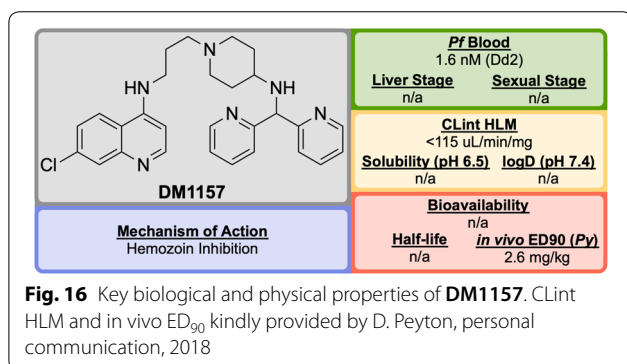 N
HN
NH
N
N
Cl
N
DM1157
Mechanism of Action
Hemozoin Inhibition
Pf Blood
1.6 nM (Dd2)
Liver Stage Sexual Stage
n/a n/a
CLint HLM
<115 uL/min/mg
Solubility (pH 6.5) logD (pH 7.4)
n/a n/a
Bioavailability
n/a
Half-life in vivo ED90 (Py)
n/a 2.6 mg/kg
Fig. 16 Key biological and physical properties of DM1157. CLint
HLM and in vivo ED90 kindly provided by D. Peyton, personal
communication, 2018